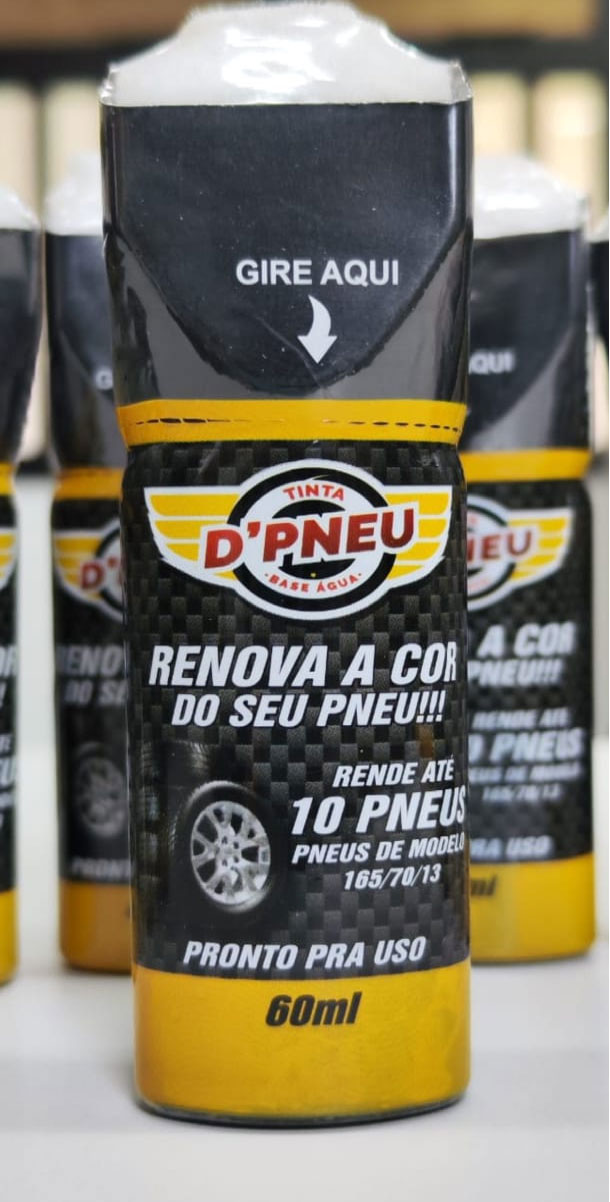 GIRE AQUI
TINTA
D'PNEU
BASE ÁGUA
RENOVA A COR
DO SEU PNEU!!!
RENDE ATÉ
10 PNEUS
PNEUS DE MODELO
165/70/13
PRONTO PRA USO
60ml